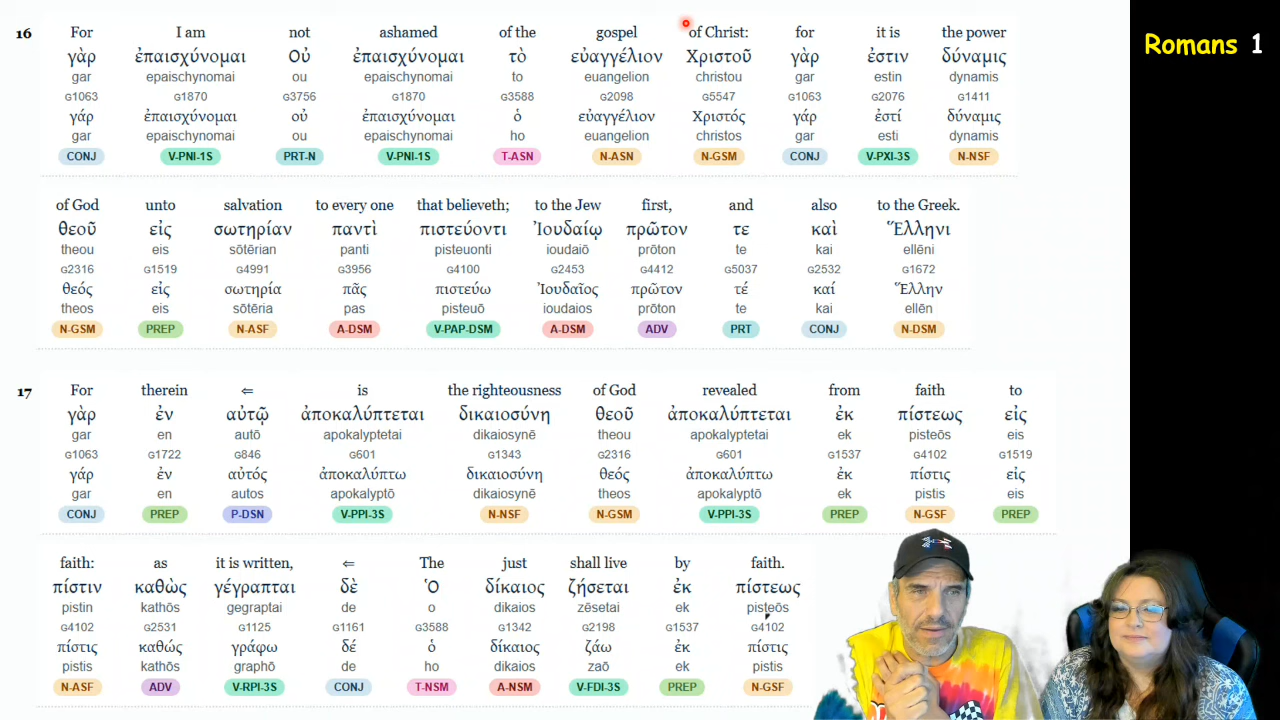 Romans 1
16 For I am not ashamed of the gospel of Christ: for it is the power
γὰρ ἐπαισχύνομαι Οὐ ἐπαισχύνομαι τὸ εὐαγγέλιον Χριστοῦ γὰρ ἐστιν δύναμις
gar epaischynomai ou epaischynomai to euangelion christou gar estin dynamis
G1063 G1870 G3756 G1870 G3588 G2098 G5547 G1063 G2076 G1411
γάρ ἐπαισχύνομαι οὐ ἐπαισχύνομαι ὁ εὐαγγέλιον Χριστός γάρ ἐστί δύναμις
gar epaischynomai ou epaischynomai ho euangelion christos gar esti dynamis
CONJ V-PNI-1S PRT-N V-PNI-1S T-ASN N-ASN N-GSM CONJ V-PXI-3S N-NSF
of God unto salvation to every one that believeth; to the Jew first, and also to the Greek.
θεοῦ εἰς σωτηρίαν παντὶ πιστεύοντι Ἰουδαίῳ πρῶτον τε καὶ Ἕλληνι
theou eis sōtērian panti pisteuonti ioudaiō prōton te kai ellēni
G2316 G1519 G4991 G3956 G4100 G2453 G4412 G5037 G2532 G1672
θεός εἰς σωτηρία πᾶς πιστεύω Ἰουδαῖος πρῶτον τέ καί Ἕλλην
theos eis sōtēria pas pisteuō ioudaios prōton te kai ellēn
N-GSM PREP N-ASF A-DSM V-PAP-DSM A-DSM ADV PRT CONJ N-DSM
17 For therein ⇐ is the righteousness of God revealed from faith to
γὰρ ἐν αὐτῷ ἀποκαλύπτεται δικαιοσύνη θεοῦ ἀποκαλύπτεται ἐκ πίστεως εἰς
gar en autō apokalyptetai dikaiosynē theou apokalyptetai ek pisteōs eis
G1063 G1722 G846 G601 G1343 G2316 G601 G1537 G4102 G1519
γάρ ἐν αὐτός ἀποκαλύπτω δικαιοσύνη θεός ἀποκαλύπτω ἐκ πίστις εἰς
gar en autos apokalyptō dikaiosynē theos apokalyptō ek pistis eis
CONJ PREP P-DSN V-PPI-3S N-NSF N-GSM V-PPI-3S PREP N-GSF PREP
faith: as it is written, ⇐ The just shall live by faith.
πίστιν καθὼς γέγραπται δὲ Ὁ δίκαιος ζήσεται ἐκ πίστεως
pistin kathōs gegraptai de o dikaios zēsetai ek pisteōs
G4102 G2531 G1125 G1161 G3588 G1342 G2198 G1537 G4102
πίστις καθώς γράφω δέ ὁ δίκαιος ζάω ἐκ πίστις
pistis kathōs graphō de ho dikaios zaō ek pistis
N-ASF ADV V-RPI-3S CONJ T-NSM A-NSM V-FDI-3S PREP N-GSF